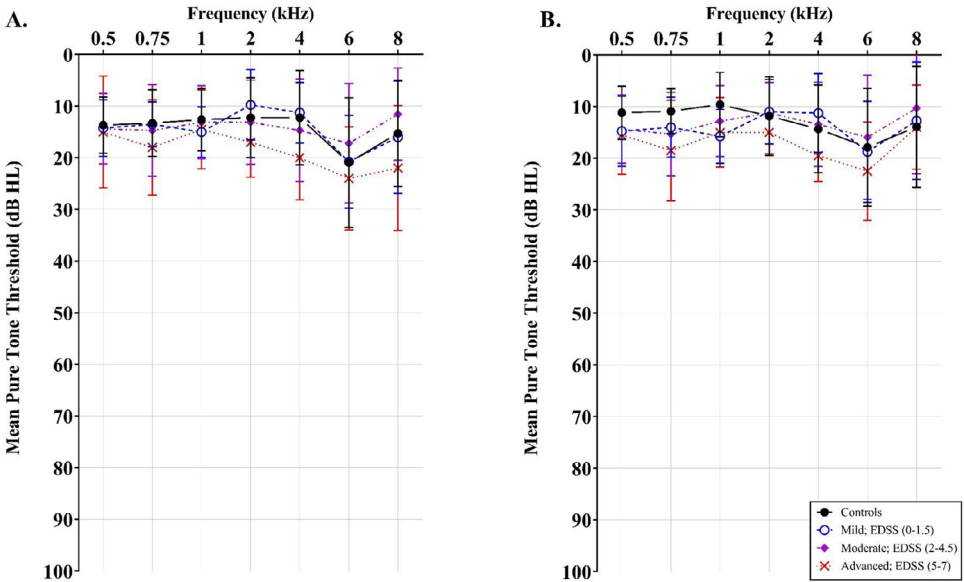 A.
Frequency (kHz)
0.5 0.75 1 2 4 6 8
Mean Pure Tone Threshold (dB HL)
0
10
20
30
40
50
60
70
80
90
100
B.
Frequency (kHz)
0.5 0.75 1 2 4 6 8
Mean Pure Tone Threshold (dB HL)
0
10
20
30
40
50
60
70
80
90
100
Controls
Mild; EDSS (0-1.5)
Moderate; EDSS (2-4.5)
Advanced; EDSS (5-7)